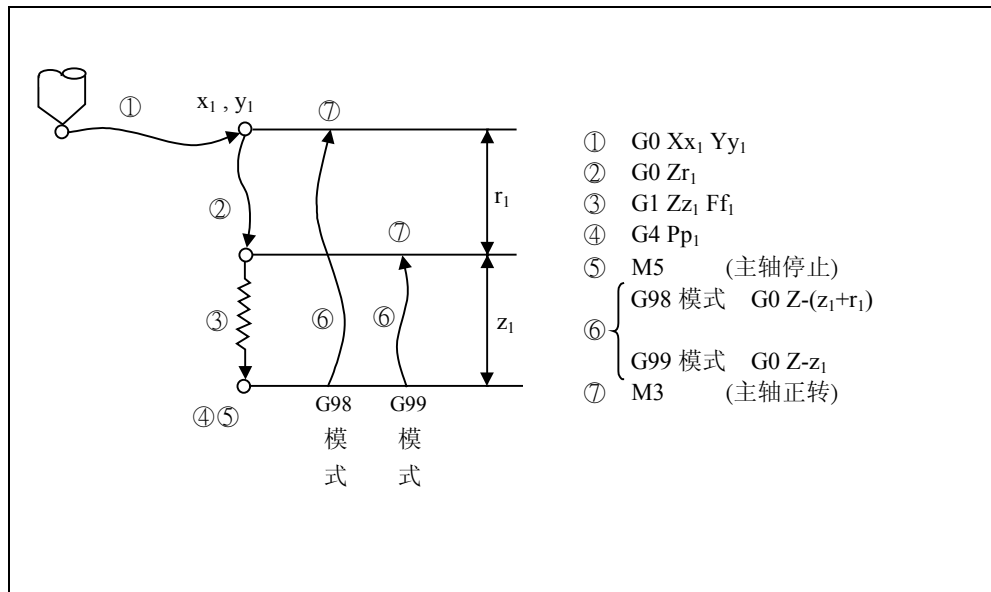 ①
x₁ , y₁
⑦
②
r₁
⑦
③
⑥
⑥
z₁
④⑤
G98
模
式
G99
模
式
① G0 Xx₁ Yy₁
② G0 Zr₁
③ G1 Zz₁ Ff₁
④ G4 Pp₁
⑤ M5 (主轴停止)
⑥
G98 模式 G0 Z-(z₁+r₁)
G99 模式 G0 Z-z₁
⑦ M3 (主轴正转)